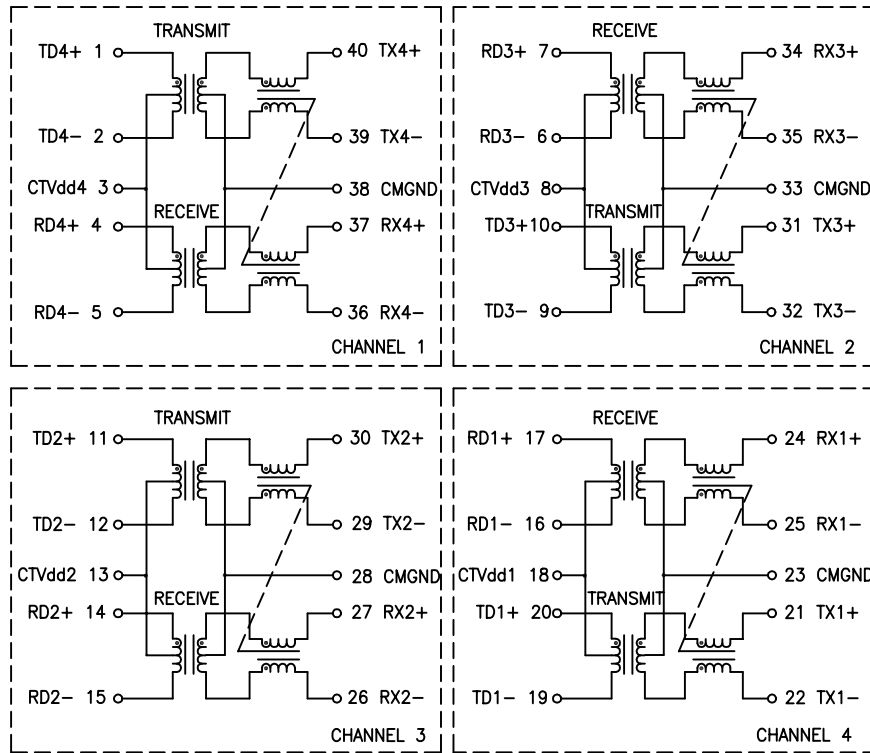 TRANSMIT
TD4+ 1
40 TX4+
TD4− 2
39 TX4−
CTVdd4 3
38 CMGND
RECEIVE
RD4+ 4
37 RX4+
RD4− 5
36 RX4−
CHANNEL 1
RECEIVE
RD3+ 7
34 RX3+
RD3− 6
35 RX3−
CTVdd3 8
33 CMGND
TRANSMIT
TD3+ 10
31 TX3+
TD3− 9
32 TX3−
CHANNEL 2
TRANSMIT
TD2+ 11
30 TX2+
TD2− 12
29 TX2−
CTVdd2 13
28 CMGND
RECEIVE
RD2+ 14
27 RX2+
RD2− 15
26 RX2−
CHANNEL 3
RECEIVE
RD1+ 17
24 RX1+
RD1− 16
25 RX1−
CTVdd1 18
23 CMGND
TRANSMIT
TD1+ 20
21 TX1+
TD1− 19
22 TX1−
CHANNEL 4